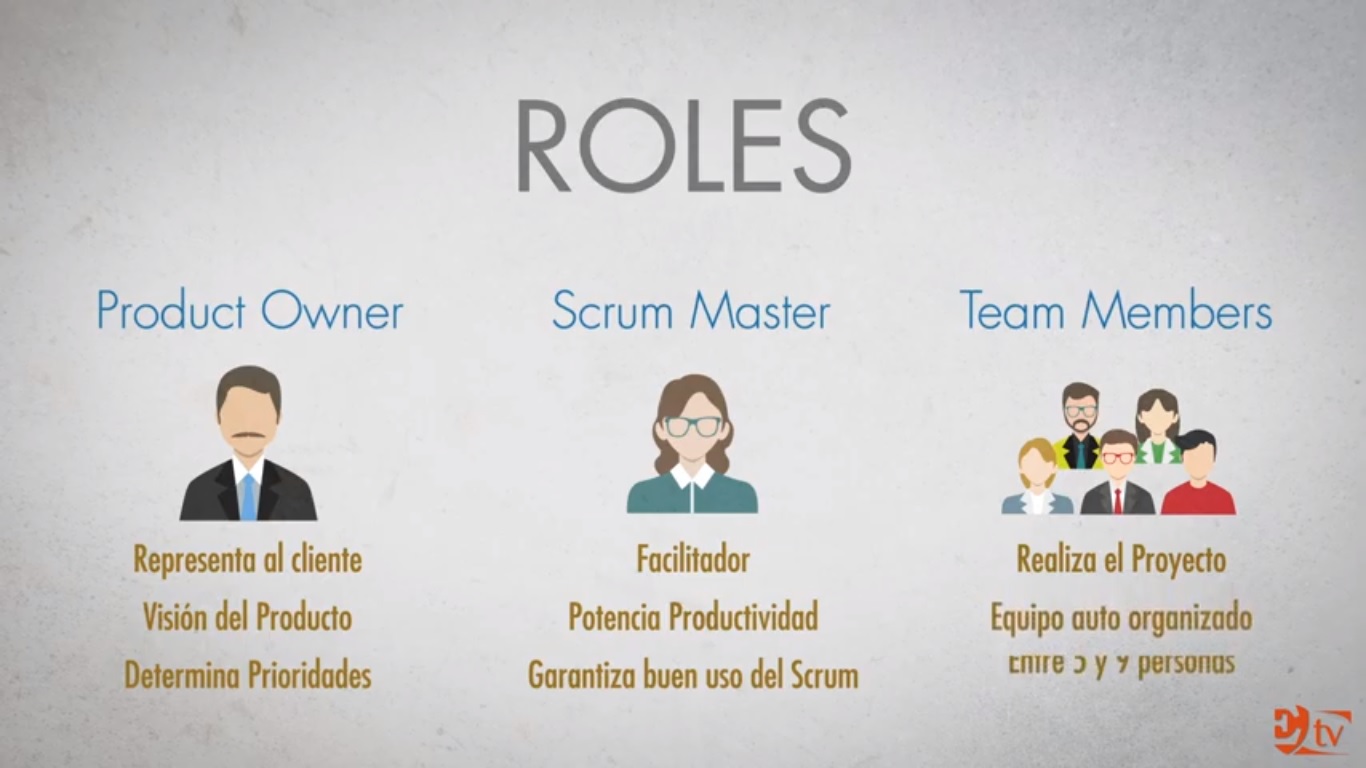 ROLES
Product Owner
Representa al cliente
Visión del Producto
Determina Prioridades
Scrum Master
Facilitador
Potencia Productividad
Garantiza buen uso del Scrum
Team Members
Realiza el Proyecto
Equipo auto organizado
Entre 5 y 9 personas
EJtv